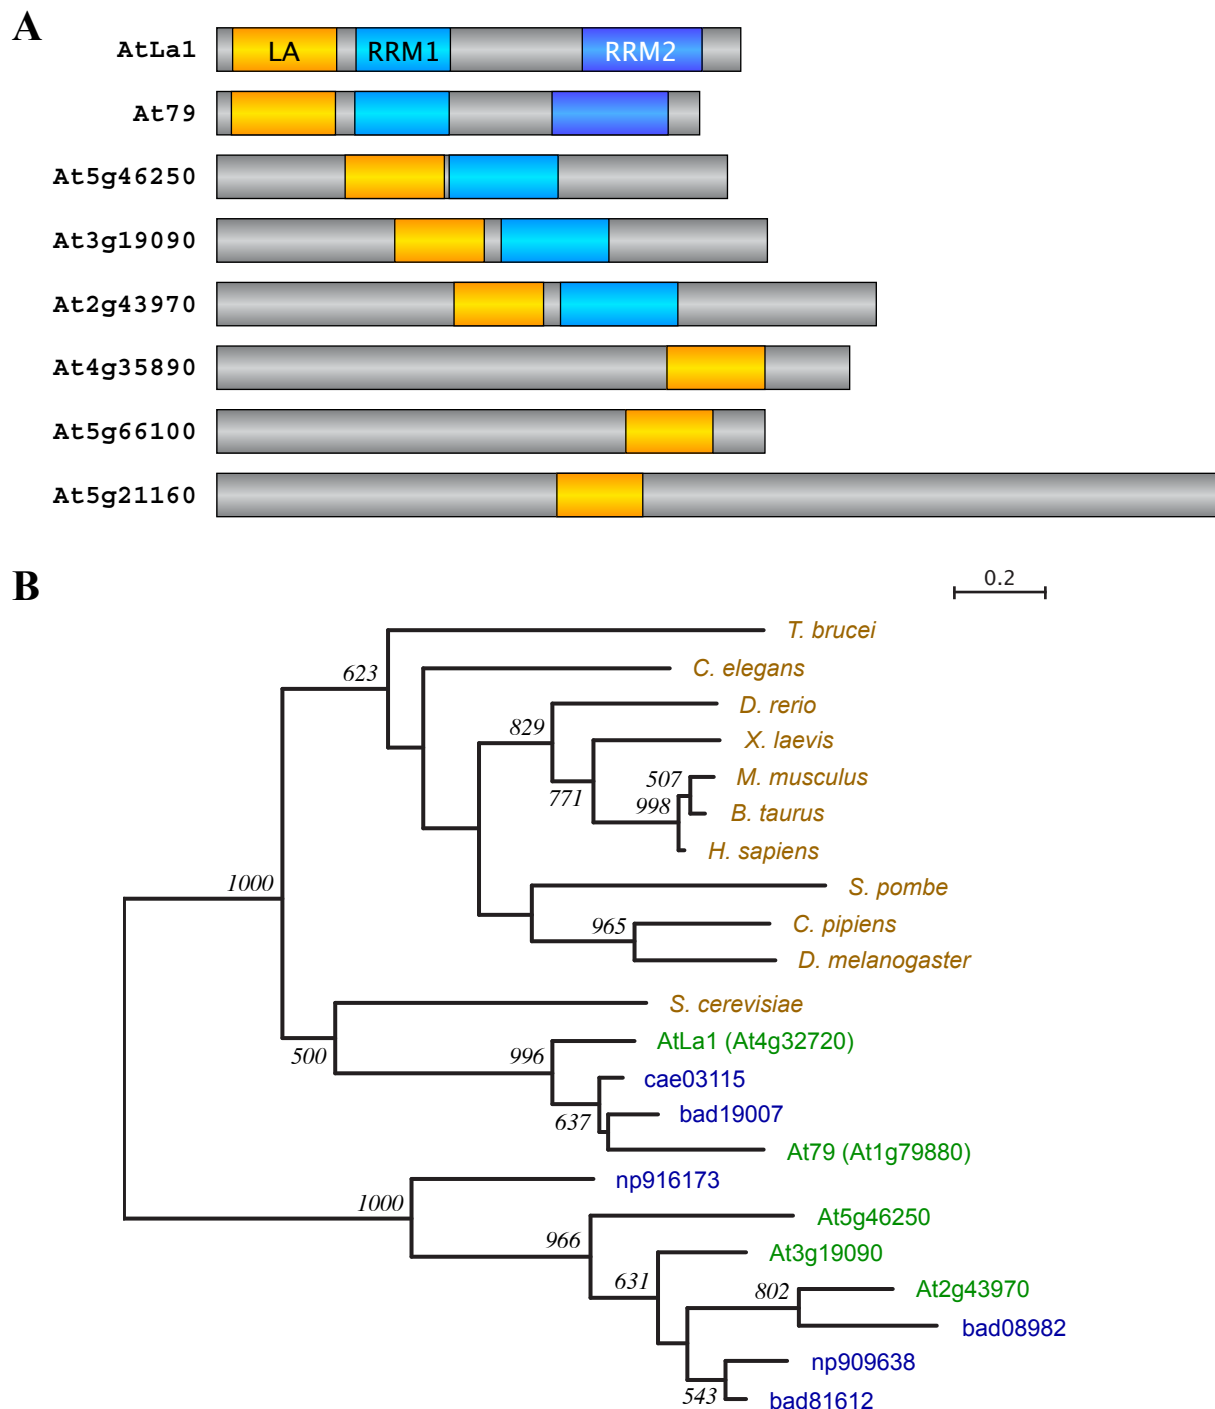 A
AtLa1 LA RRM1 RRM2
At79
At5g46250
At3g19090
At2g43970
At4g35890
At5g66100
At5g21160
B
0.2
T. brucei
623 C. elegans
D. rerio
829
X. laevis
507 M. musculus
771 998 B. taurus
H. sapiens
1000 S. pombe
965 C. pipiens
D. melanogaster
S. cerevisiae
500 996 AtLa1 (At4g32720)
cae03115
637 bad19007
At79 (At1g79880)
np916173
1000
At5g46250
966 At3g19090
631 802 At2g43970
bad08982
np909638
543 bad81612